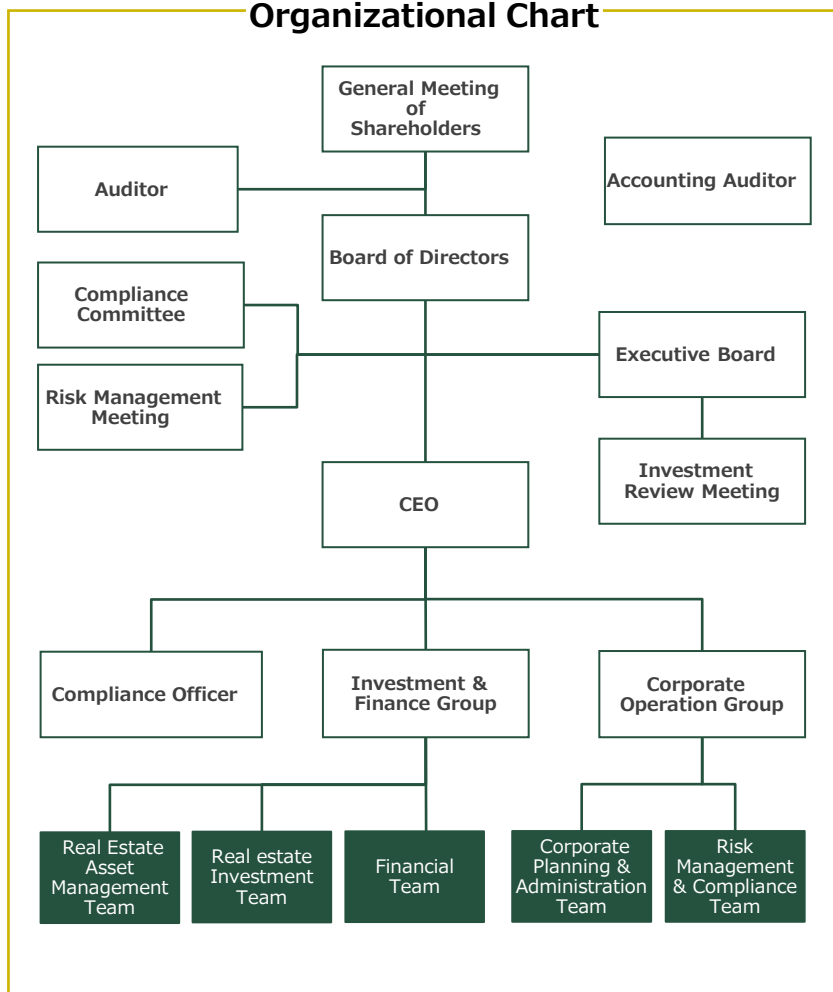 Organizational Chart
General Meeting
of
Shareholders
Auditor
Accounting Auditor
Board of Directors
Compliance
Committee
Executive Board
Risk Management
Meeting
Investment
Review Meeting
CEO
Compliance Officer
Investment &
Finance Group
Corporate
Operation Group
Real Estate
Asset
Management
Team
Real estate
Investment
Team
Financial
Team
Corporate
Planning &
Administration
Team
Risk
Management
& Compliance
Team